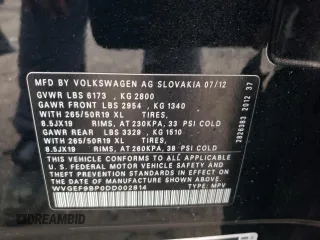 MFD BY VOLKSWAGEN AG SLOVAKIA 07/12
GVWR LBS 6173 , KG 2800
GAWR FRONT LBS 2954 , KG 1340
WITH 265/50R19 XL TIRES,
8.5JX19 RIMS, AT 230KPA, 33 PSI COLD
GAWR REAR LBS 3329 , KG 1510
WITH 265/50R19 XL TIRES,
8.5JX19 RIMS, AT 260KPA, 38 PSI COLD
THIS VEHICLE CONFORMS TO ALL APPLICABLE
U.S. FEDERAL MOTOR VEHICLE SAFETY AND
THEFT PREVENTION STANDARDS IN EFFECT
ON THE DATE OF MANUFACTURE SHOWN ABOVE.
WVGEF9BP0DD002814 TYPE: MPV
2826383 2012 37
AUTOBIDMASTER